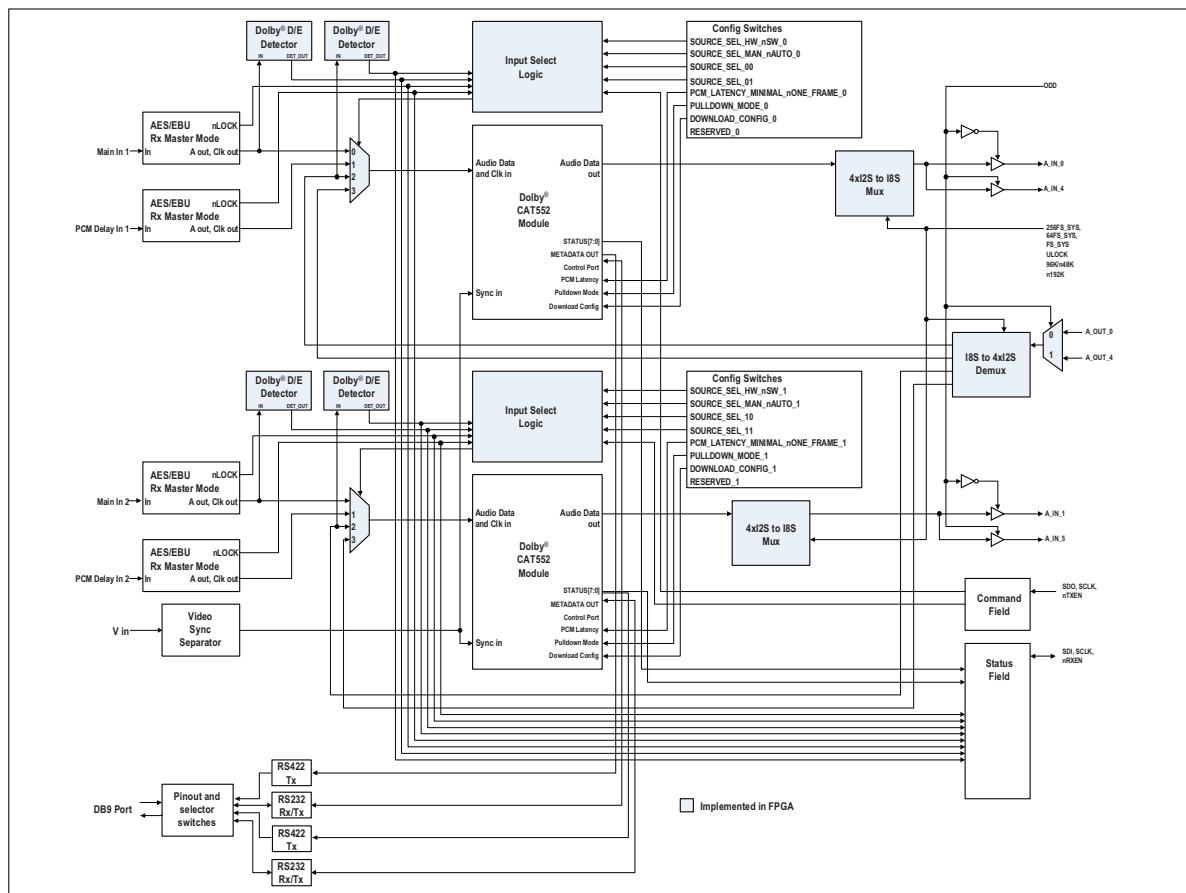 Dolby® D/E
Detector
IN
DET_OUT
Dolby® D/E
Detector
IN
DET_OUT
Input Select
Logic
Config Switches
SOURCE_SEL_HW_nSW_0
SOURCE_SEL_MAN_nAUTO_0
SOURCE_SEL_00
SOURCE_SEL_01
PCM_LATENCY_MINIMAL_nONE_FRAME_0
PULLDOWN_MODE_0
DOWNLOAD_CONFIG_0
RESERVED_0
ODD
AES/EBU
nLOCK
Rx Master Mode
Main In 1
In
A out, Clk out
AES/EBU
nLOCK
Rx Master Mode
PCM Delay In 1
In
A out, Clk out
0
1
2
3
Audio Data
and Clk in
Audio Data
out
Dolby®
CAT552
Module
STATUS[7:0]
METADATA OUT
Control Port
PCM Latency
Pulldown Mode
Download Config
Sync in
4xI2S to I8S
Mux
A_IN_0
A_IN_4
256FS_SYS,
64FS_SYS,
FS_SYS
ULOCK
96K/n48K
n192K
A_OUT_0
0
1
A_OUT_4
I8S to 4xI2S
Demux
Dolby® D/E
Detector
IN
DET_OUT
Dolby® D/E
Detector
IN
DET_OUT
Input Select
Logic
Config Switches
SOURCE_SEL_HW_nSW_1
SOURCE_SEL_MAN_nAUTO_1
SOURCE_SEL_10
SOURCE_SEL_11
PCM_LATENCY_MINIMAL_nONE_FRAME_1
PULLDOWN_MODE_1
DOWNLOAD_CONFIG_1
RESERVED_1
AES/EBU
nLOCK
Rx Master Mode
Main In 2
In
A out, Clk out
AES/EBU
nLOCK
Rx Master Mode
PCM Delay In 2
In
A out, Clk out
0
1
2
3
Audio Data
and Clk in
Audio Data
out
Dolby®
CAT552
Module
STATUS[7:0]
METADATA OUT
Control Port
PCM Latency
Pulldown Mode
Download Config
Sync in
4xI2S to I8S
Mux
A_IN_1
A_IN_5
Command
Field
SDO, SCLK,
nTXEN
V in
Video
Sync
Separator
Status
Field
SDI, SCLK,
nRXEN
RS422
Tx
RS232
Rx/Tx
RS422
Tx
RS232
Rx/Tx
DB9 Port
Pinout and
selector
switches
Implemented in FPGA